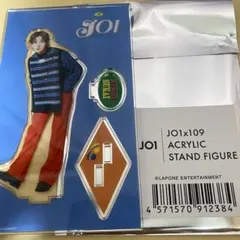 JO1
JO1x109
JO1 ACRYLIC
STAND FIGURE
© LAPONE ENTERTAINMENT
4 571570 912384